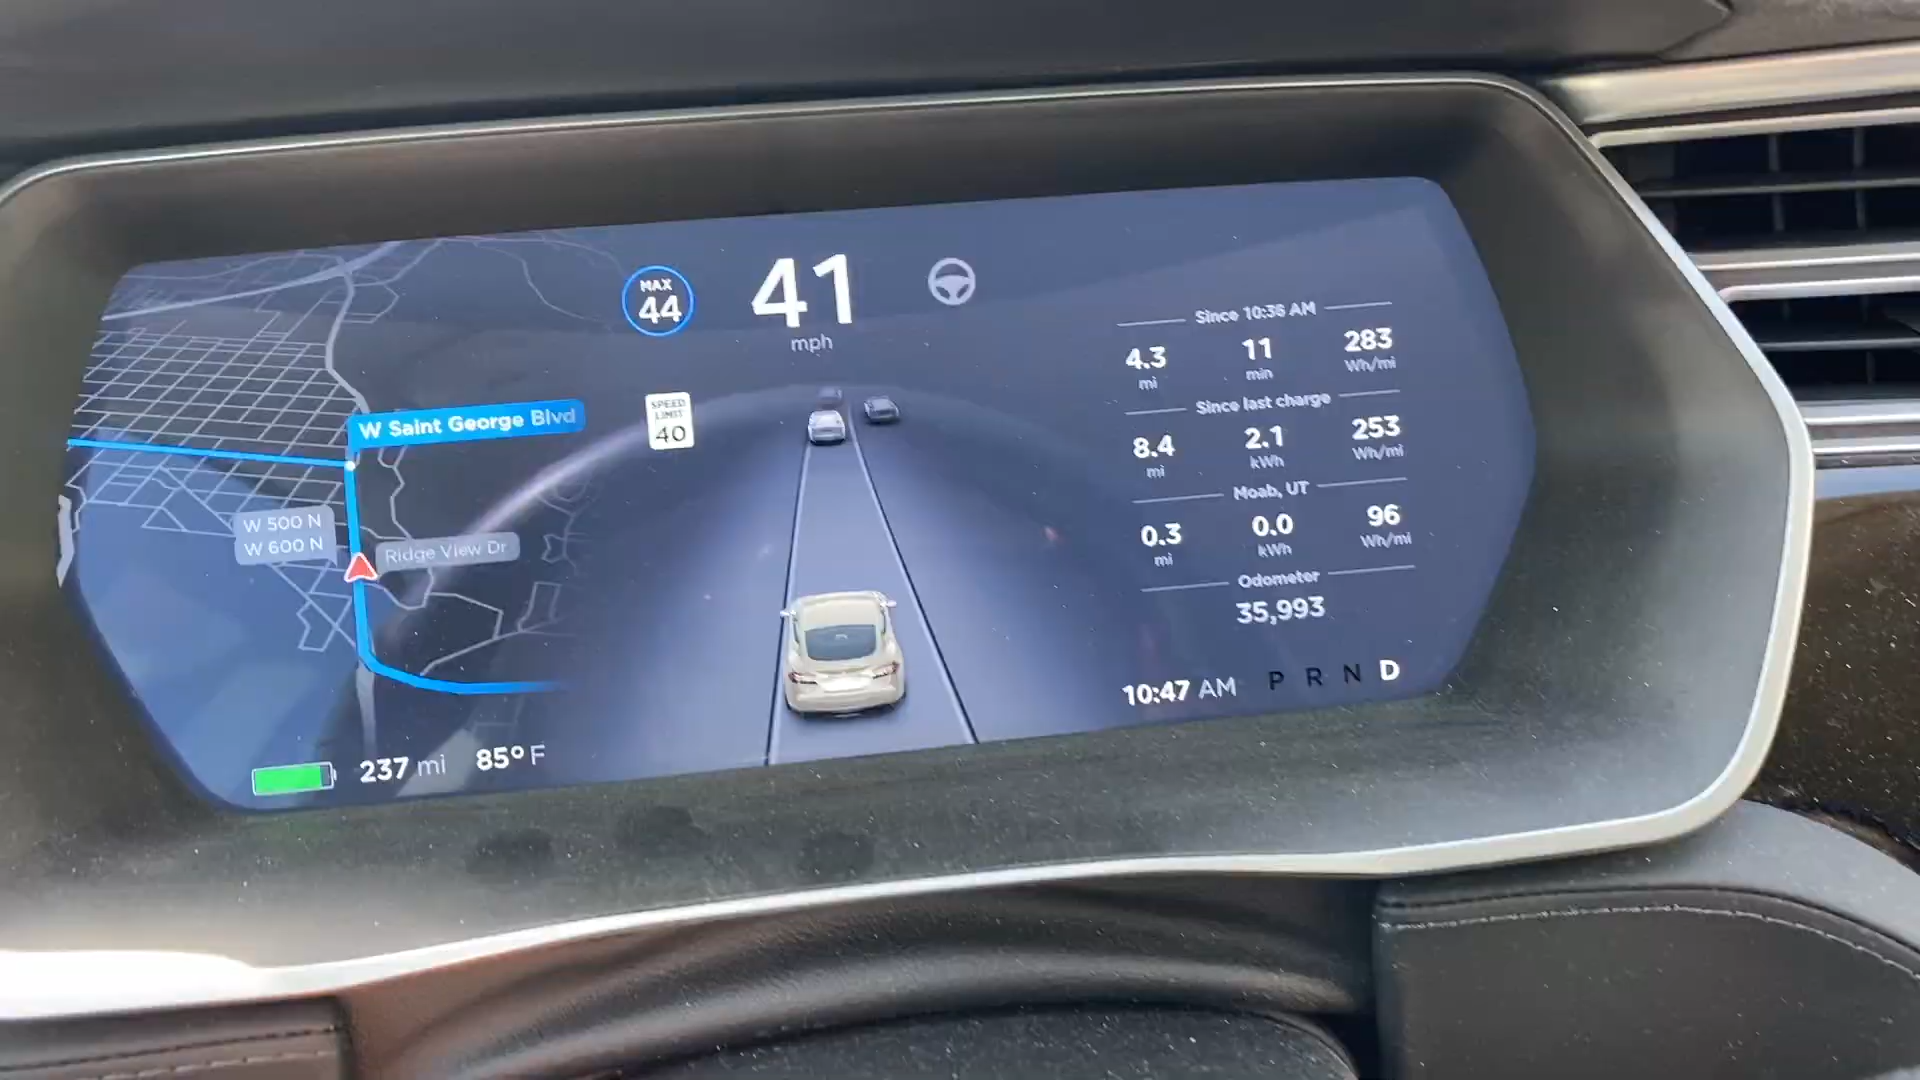 MAX
44
41
mph
SPEED
LIMIT
40
W Saint George Blvd
W 500 N
W 600 N
Ridge View Dr
237 mi 85°F
Since 10:36 AM
4.3 11 283
mi min Wh/mi
Since last charge
8.4 2.1 253
mi kWh Wh/mi
Moab, UT
0.3 0.0 96
mi kWh Wh/mi
Odometer
35,993
10:47 AM P R N D